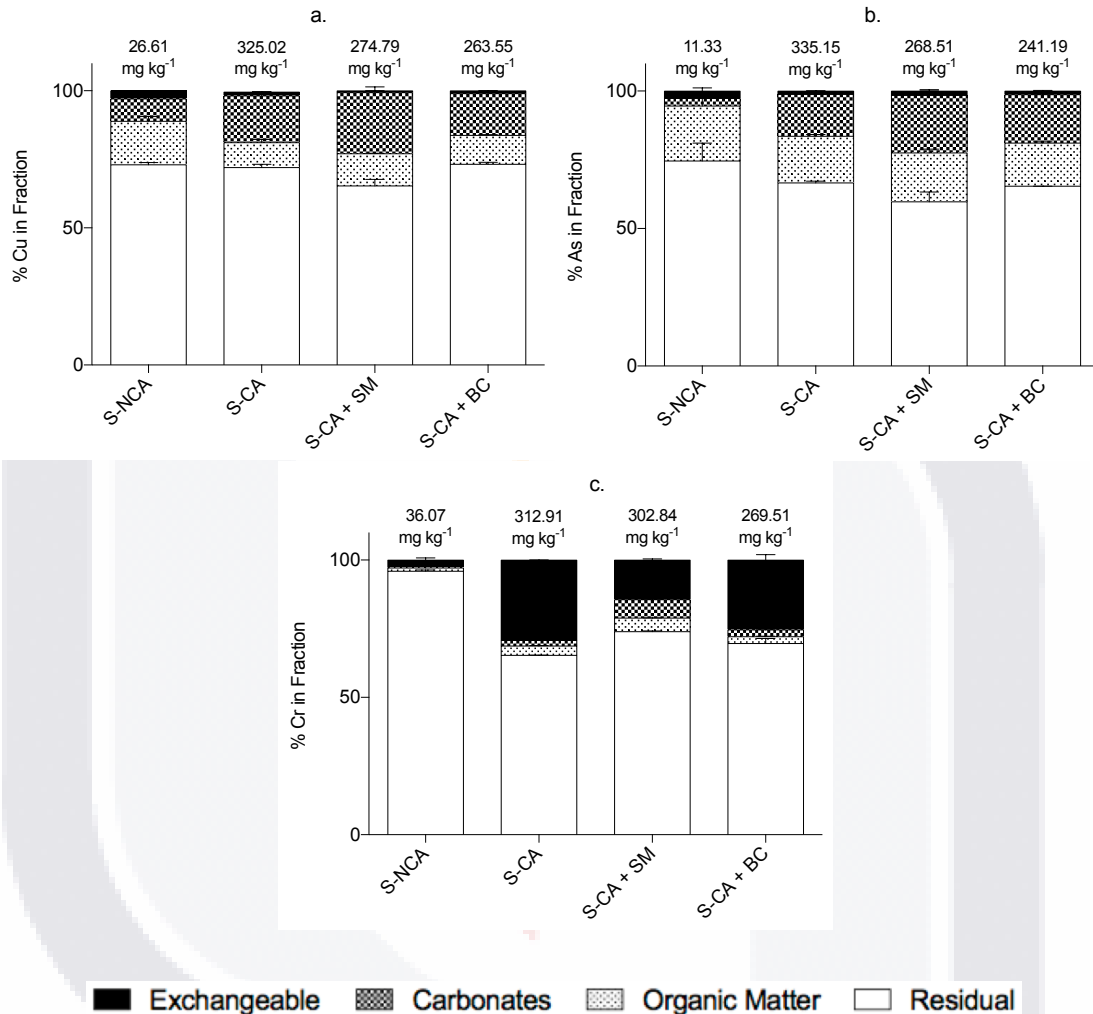 a.
26.61 325.02 274.79 263.55
mg kg-1 mg kg-1 mg kg-1 mg kg-1
100
50
0
% Cu in Fraction
S-NCA
S-CA
S-CA + SM
S-CA + BC
b.
11.33 335.15 268.51 241.19
mg kg-1 mg kg-1 mg kg-1 mg kg-1
100
50
0
% As in Fraction
S-NCA
S-CA
S-CA + SM
S-CA + BC
c.
36.07 312.91 302.84 269.51
mg kg-1 mg kg-1 mg kg-1 mg kg-1
100
50
0
% Cr in Fraction
S-NCA
S-CA
S-CA + SM
S-CA + BC
Exchangeable Carbonates Organic Matter Residual